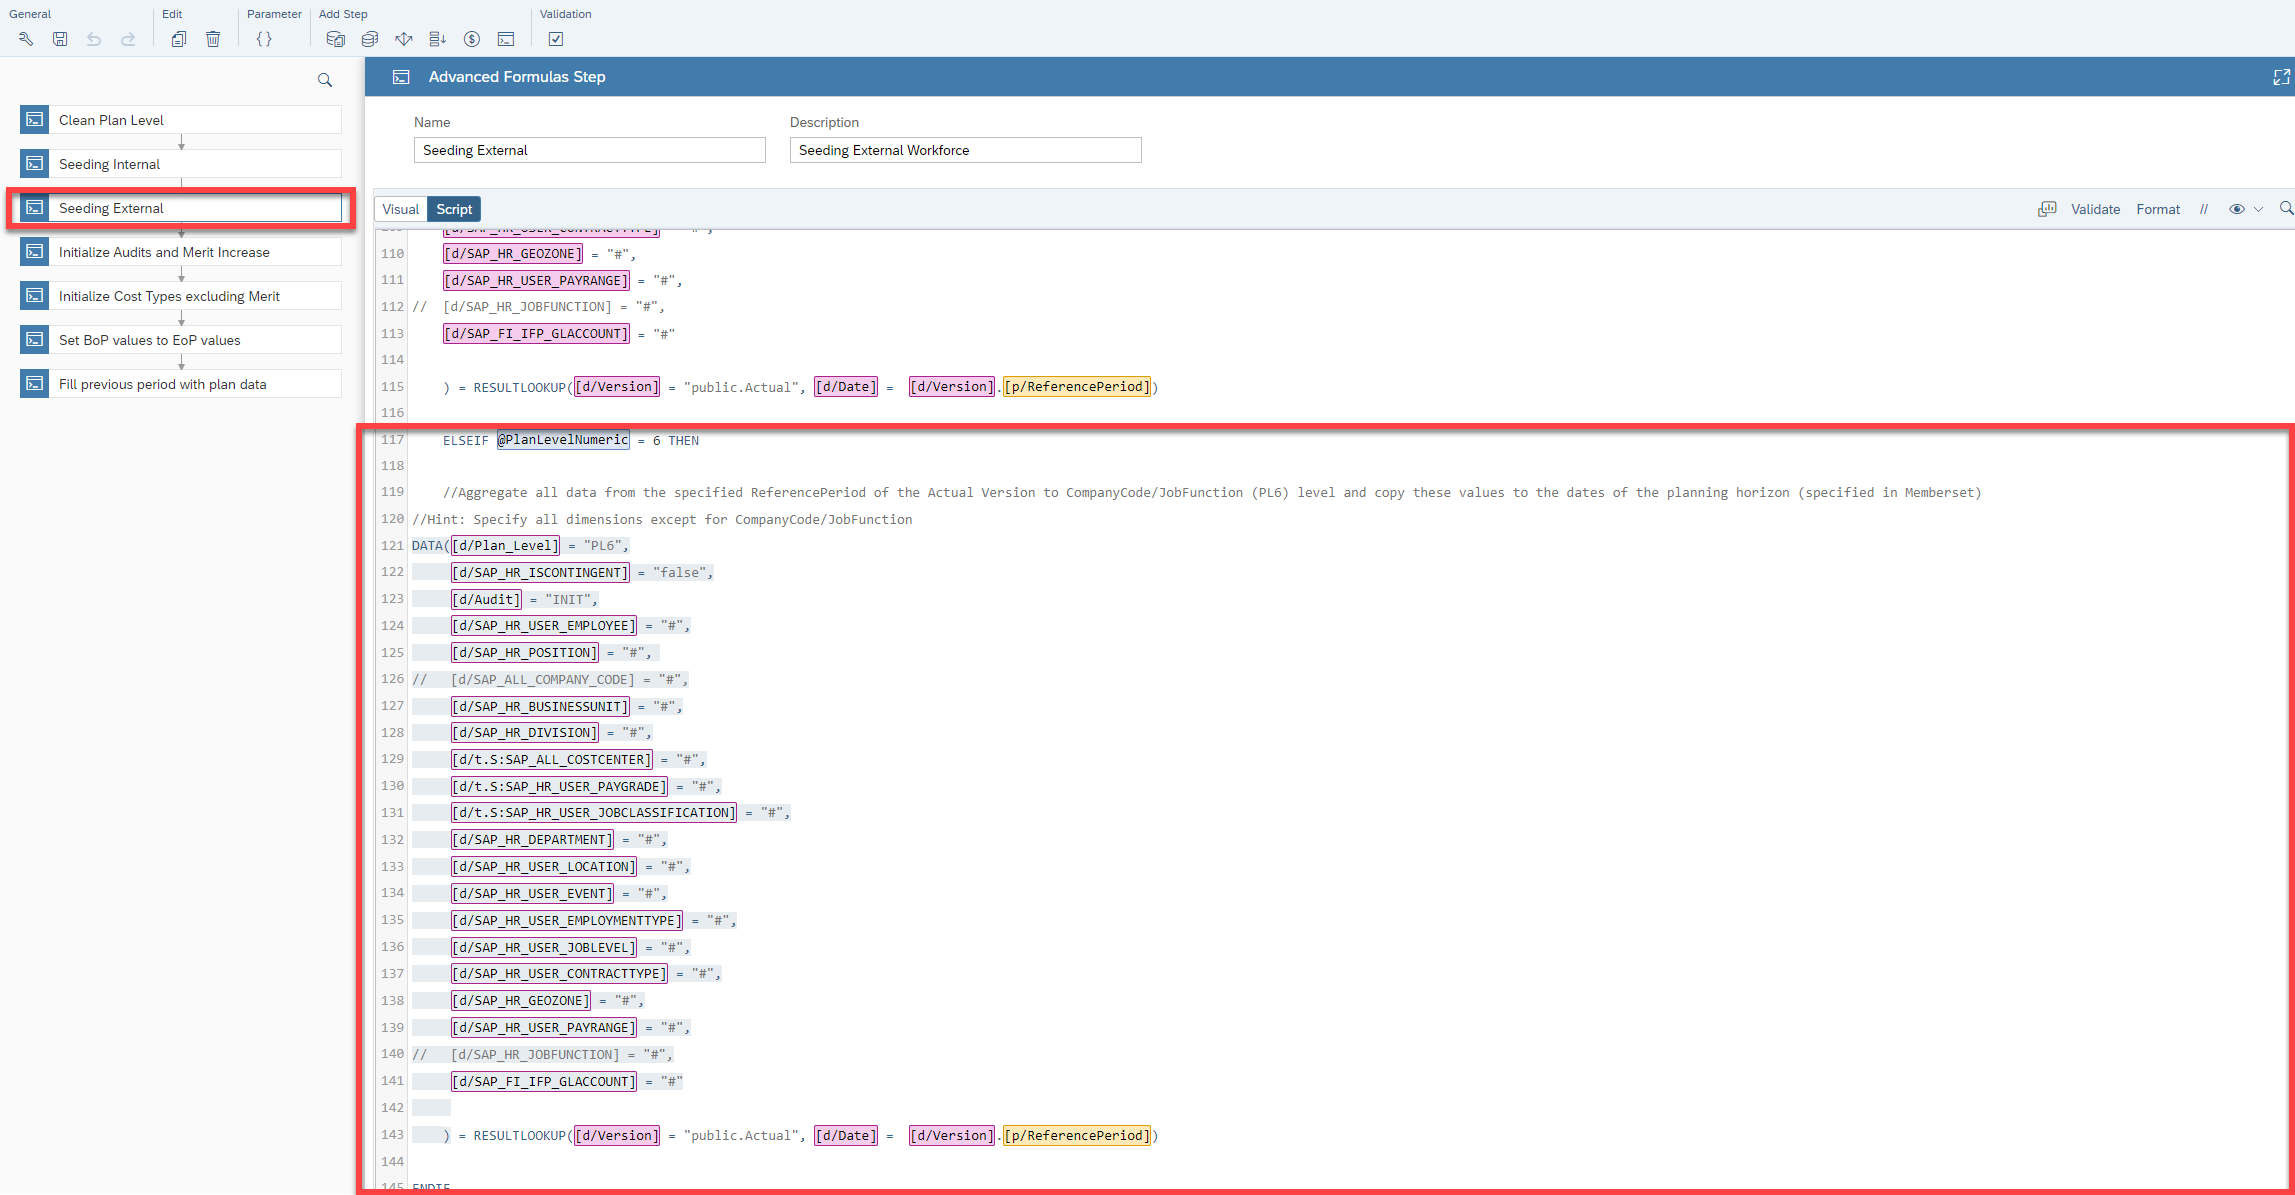 General
Edit
Parameter
Add Step
Validation
Clean Plan Level
Seeding Internal
Seeding External
Initialize Audits and Merit Increase
Initialize Cost Types excluding Merit
Set BoP values to EoP values
Fill previous period with plan data
Advanced Formulas Step
Name
Description
Seeding External
Seeding External Workforce
Visual
Script
Validate
Format
//
[d/SAP_HR_USER_CONTRACTTYPE] = "#",
110 [d/SAP_HR_GEOZONE] = "#",
111 [d/SAP_HR_USER_PAYRANGE] = "#",
112 // [d/SAP_HR_JOBFUNCTION] = "#",
113 [d/SAP_FI_IFP_GLACCOUNT] = "#"
114
115 ) = RESULTLOOKUP([d/Version] = "public.Actual", [d/Date] = [d/Version].[p/ReferencePeriod])
116
117 ELSEIF @PlanLevelNumeric = 6 THEN
118
119 //Aggregate all data from the specified ReferencePeriod of the Actual Version to CompanyCode/JobFunction (PL6) level and copy these values to the dates of the planning horizon (specified in Memberset)
120 //Hint: Specify all dimensions except for CompanyCode/JobFunction
121 DATA([d/Plan_Level] = "PL6",
122 [d/SAP_HR_ISCONTINGENT] = "false",
123 [d/Audit] = "INIT",
124 [d/SAP_HR_USER_EMPLOYEE] = "#",
125 [d/SAP_HR_POSITION] = "#",
126 // [d/SAP_ALL_COMPANY_CODE] = "#",
127 [d/SAP_HR_BUSINESSUNIT] = "#",
128 [d/SAP_HR_DIVISION] = "#",
129 [d/t.S:SAP_ALL_COSTCENTER] = "#",
130 [d/t.S:SAP_HR_USER_PAYGRADE] = "#",
131 [d/t.S:SAP_HR_USER_JOBCLASSIFICATION] = "#",
132 [d/SAP_HR_DEPARTMENT] = "#",
133 [d/SAP_HR_USER_LOCATION] = "#",
134 [d/SAP_HR_USER_EVENT] = "#",
135 [d/SAP_HR_USER_EMPLOYMENTTYPE] = "#",
136 [d/SAP_HR_USER_JOBLEVEL] = "#",
137 [d/SAP_HR_USER_CONTRACTTYPE] = "#",
138 [d/SAP_HR_GEOZONE] = "#",
139 [d/SAP_HR_USER_PAYRANGE] = "#",
140 // [d/SAP_HR_JOBFUNCTION] = "#",
141 [d/SAP_FI_IFP_GLACCOUNT] = "#"
142
143 ) = RESULTLOOKUP([d/Version] = "public.Actual", [d/Date] = [d/Version].[p/ReferencePeriod])
144
145 ENDIF